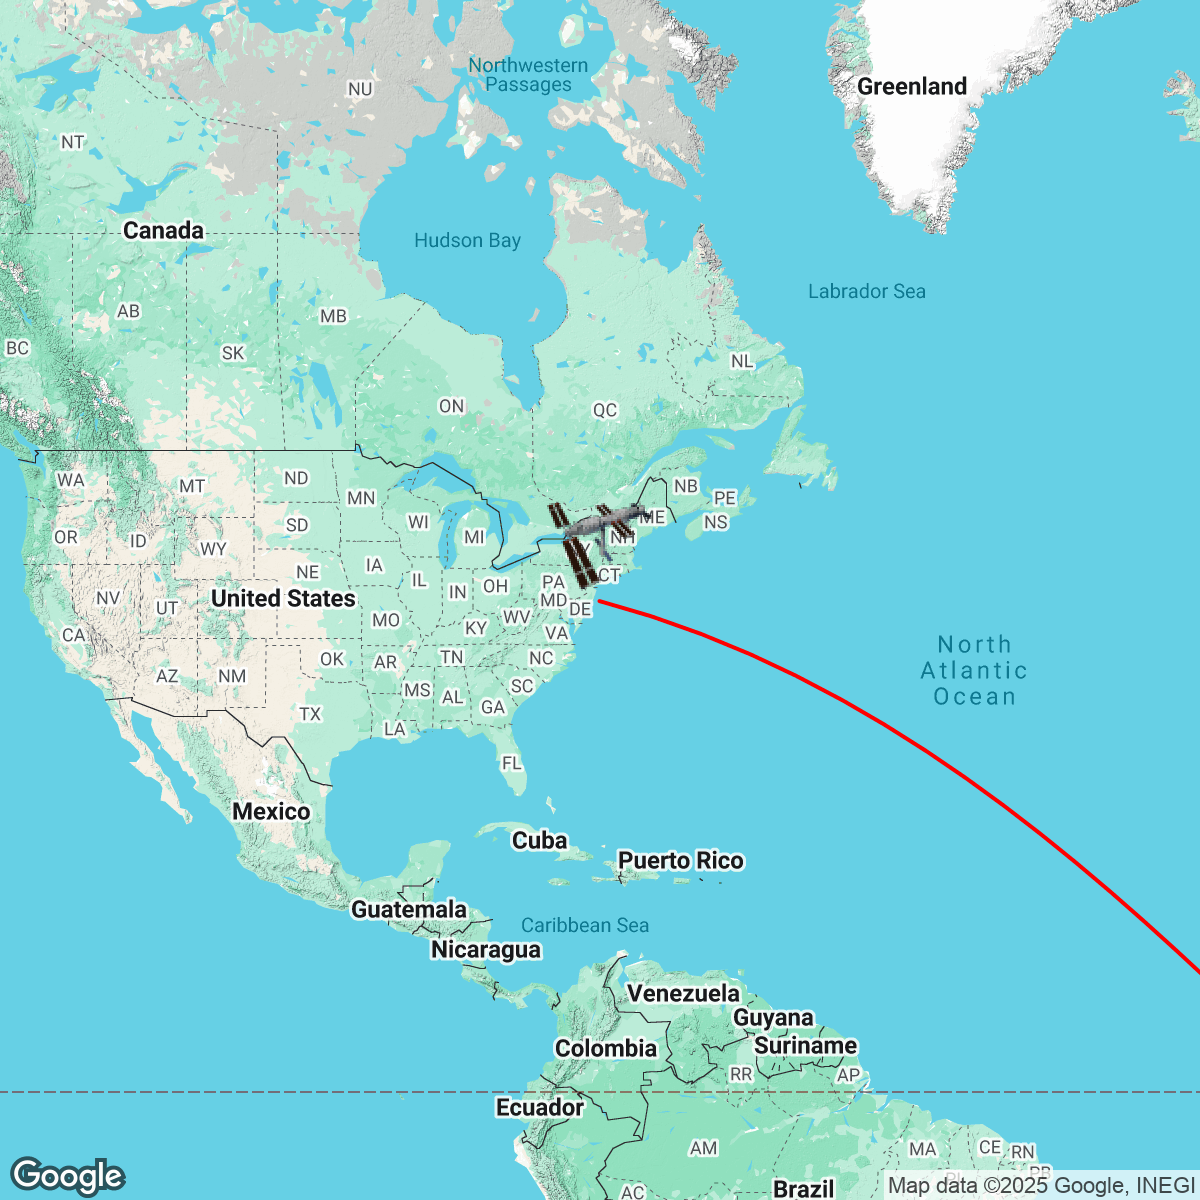 Northwestern
Passages
Greenland
NU
NT
Canada
Hudson Bay
Labrador Sea
AB
MB
BC
SK
NL
ON
QC
WA
MT
ND
MN
NB
PE
NS
ME
OR
ID
WY
SD
WI
MI
NH
NE
IA
IL
IN
OH
PA
CT
NV
UT
United States
MD
DE
CA
MO
KY
WV
VA
AZ
NM
OK
AR
TN
NC
MS
AL
SC
GA
TX
LA
FL
North
Atlantic
Ocean
Mexico
Cuba
Puerto Rico
Guatemala
Caribbean Sea
Nicaragua
Venezuela
Guyana
Suriname
Colombia
RR
AP
Ecuador
AM
MA
CE
RN
PB
AC
Brazil
Google
Map data ©2025 Google, INEGI